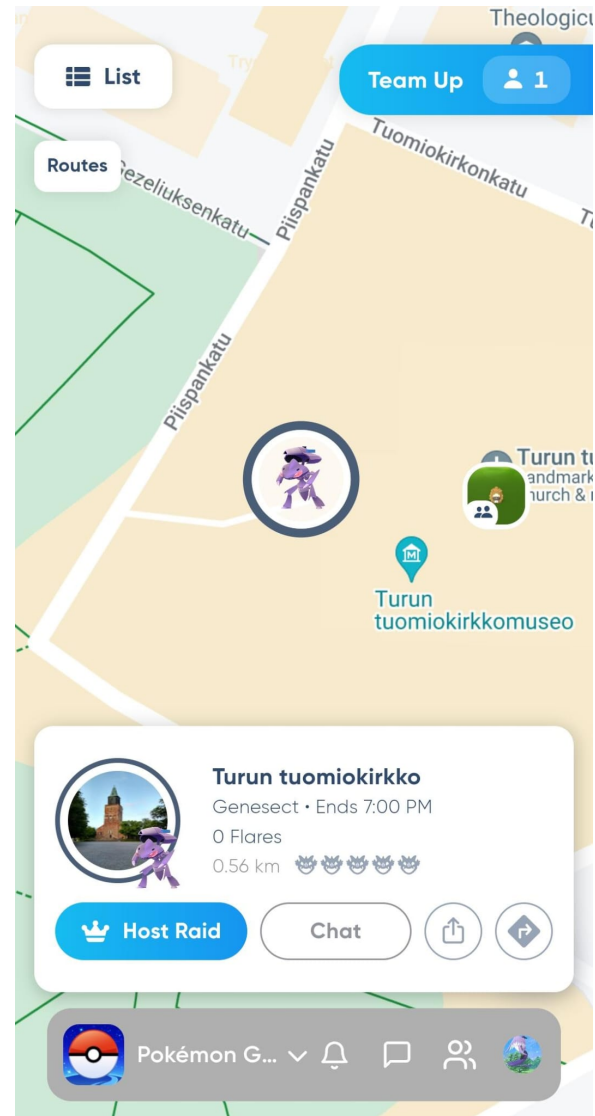 Theologicu
List
Team Up 1
Routes
Gezeliuksenkatu
Piispankatu
Tuomiokirkonkatu
Piispankatu
Turun tu
andmark
hurch &
Turun
tuomiokirkkomuseo
Turun tuomiokirkko
Genesect • Ends 7:00 PM
0 Flares
0.56 km
Host Raid
Chat
Pokémon G...